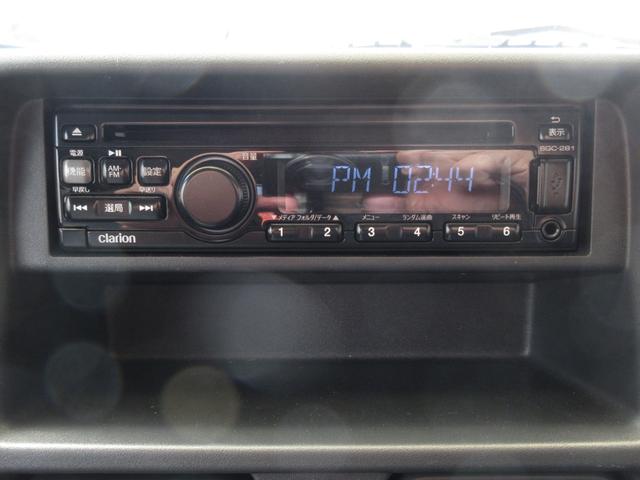 表示
電源
音量
SGC-281
機能
AM・FM
設定
早戻し
早送り
PM 02:44
選局
▼メディア フォルダ/データ▲
メニュー
ランダム選曲
スキャン
リピート再生
1
2
3
4
5
6
clarion